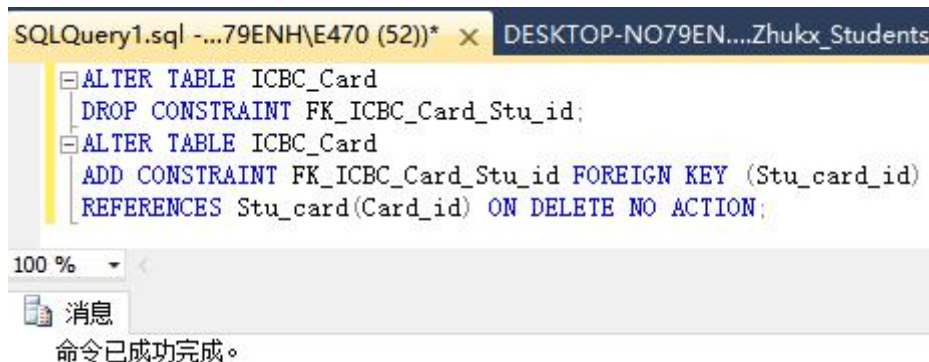 SQLQuery1.sql -...79ENH\E470 (52))* × DESKTOP-NO79EN....Zhukx_Students
ALTER TABLE ICBC_Card
DROP CONSTRAINT FK_ICBC_Card_Stu_id;
ALTER TABLE ICBC_Card
ADD CONSTRAINT FK_ICBC_Card_Stu_id FOREIGN KEY (Stu_card_id)
REFERENCES Stu_card(Card_id) ON DELETE NO ACTION;
100 %
消息
命令已成功完成。